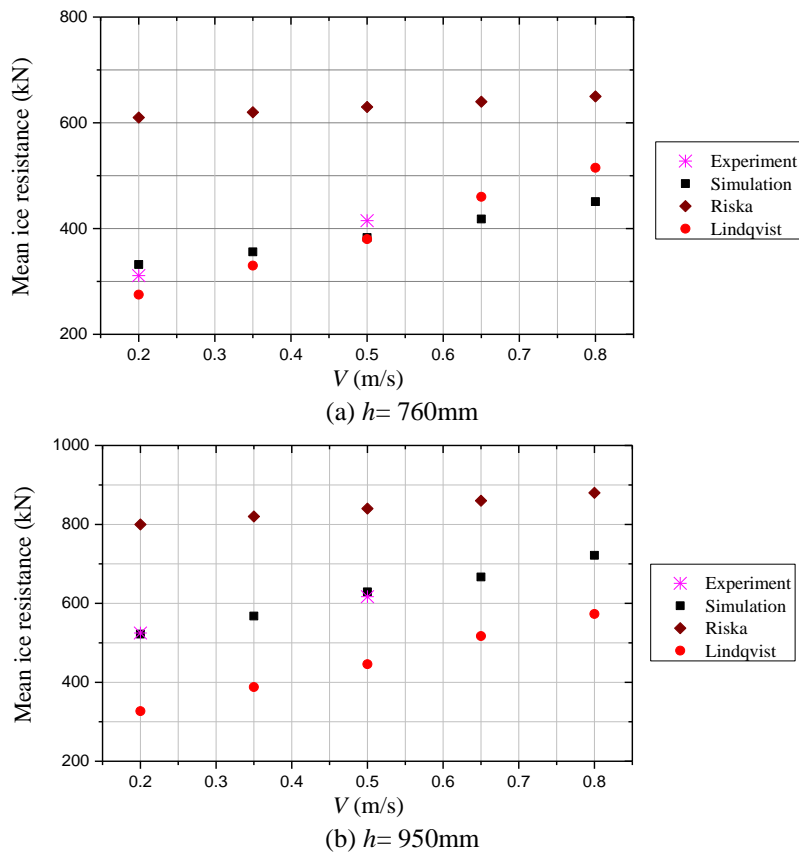 800
600
400
200
Mean ice resistance (kN)
0.2 0.3 0.4 0.5 0.6 0.7 0.8
V (m/s)
Experiment
Simulation
Riska
Lindqvist
(a) h= 760mm
1000
800
600
400
200
Mean ice resistance (kN)
0.2 0.3 0.4 0.5 0.6 0.7 0.8
V (m/s)
Experiment
Simulation
Riska
Lindqvist
(b) h= 950mm